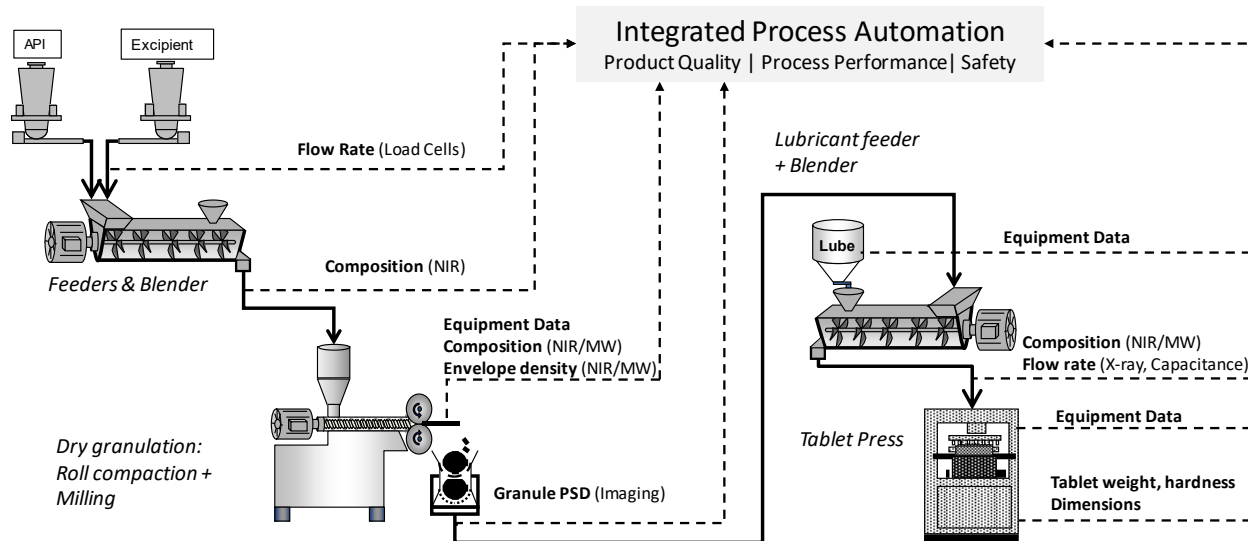 Integrated Process Automation
Product Quality | Process Performance| Safety
API
Excipient
Flow Rate (Load Cells)
Feeders & Blender
Composition (NIR)
Equipment Data
Composition (NIR/MW)
Envelope density (NIR/MW)
Dry granulation:
Roll compaction +
Milling
Granule PSD (Imaging)
Lubricant feeder
+ Blender
Lube
Equipment Data
Composition (NIR/MW)
Flow rate (X-ray, Capacitance)
Tablet Press
Equipment Data
Tablet weight, hardness
Dimensions